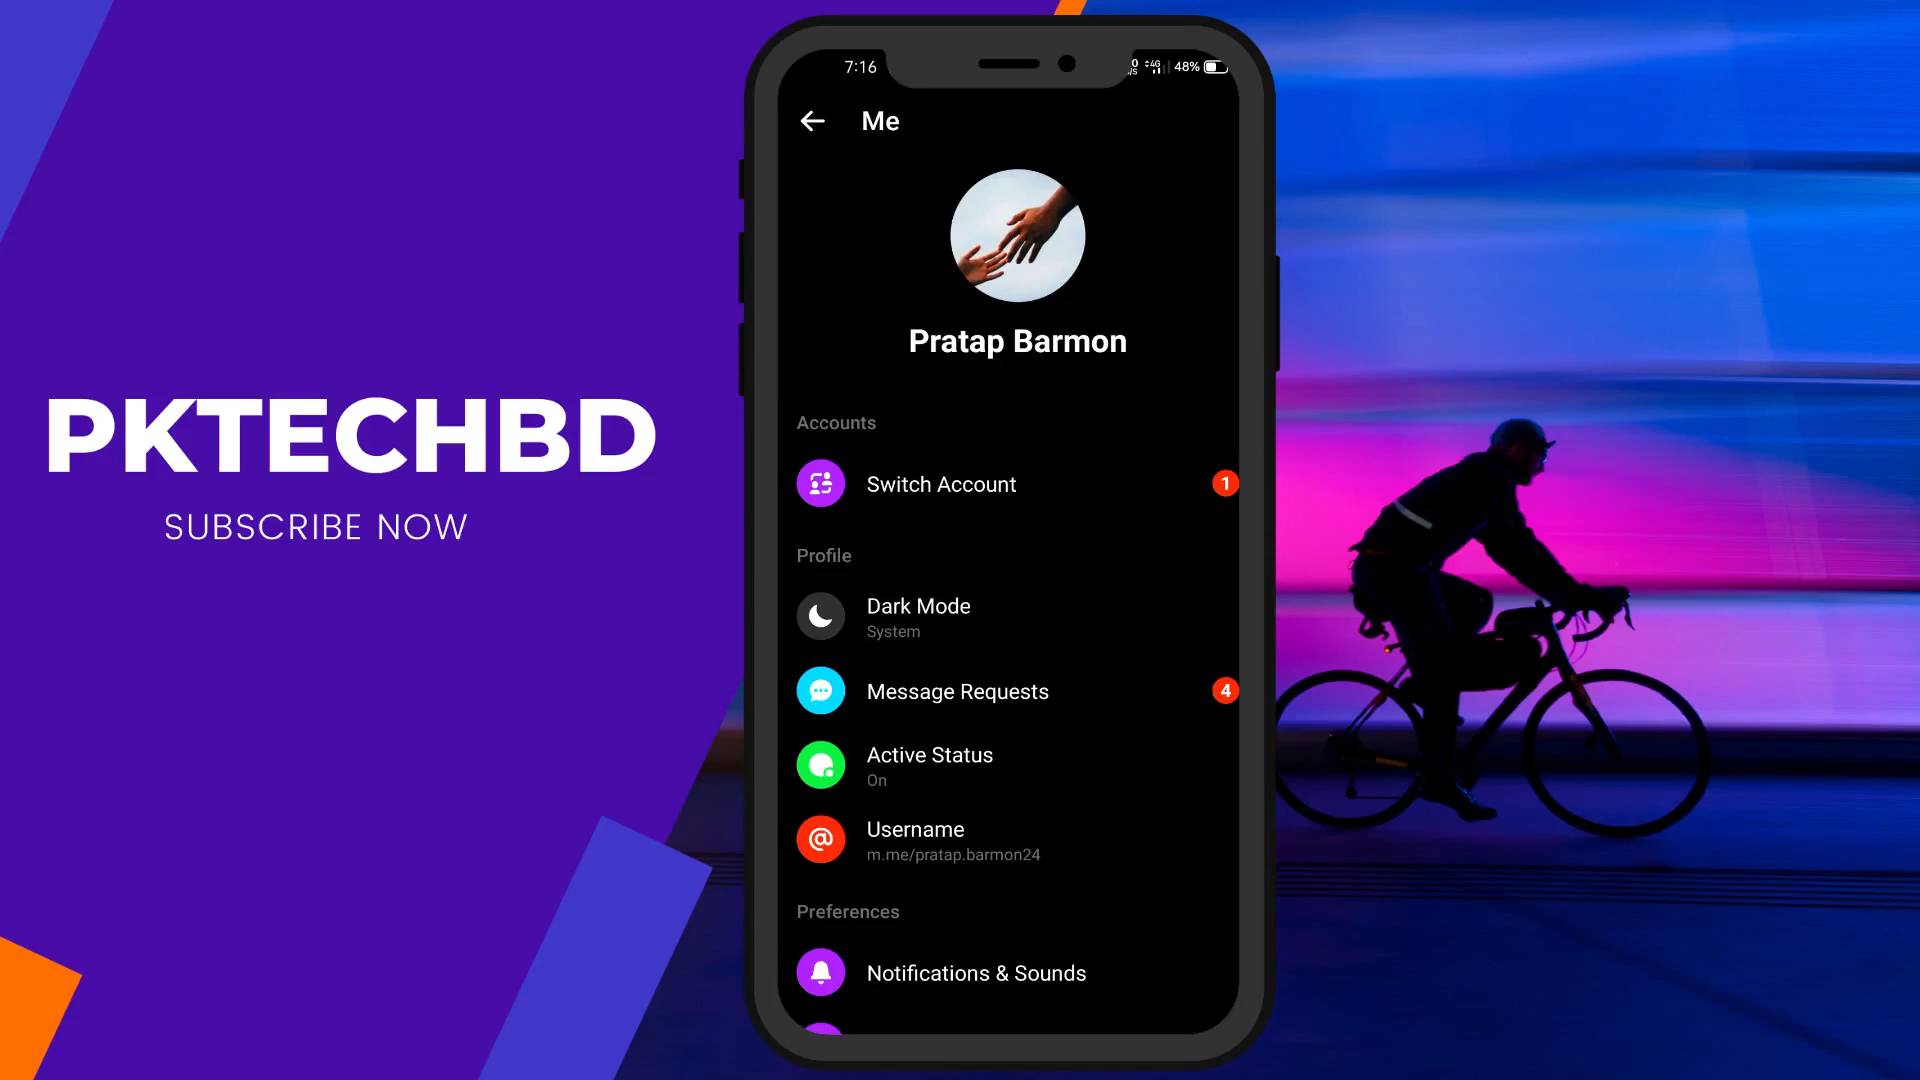 PKTECHBD
SUBSCRIBE NOW
7:16
4G
48%
Me
Pratap Barmon
Accounts
Switch Account
1
Profile
Dark Mode
System
Message Requests
4
Active Status
On
Username
m.me/pratap.barmon24
Preferences
Notifications & Sounds